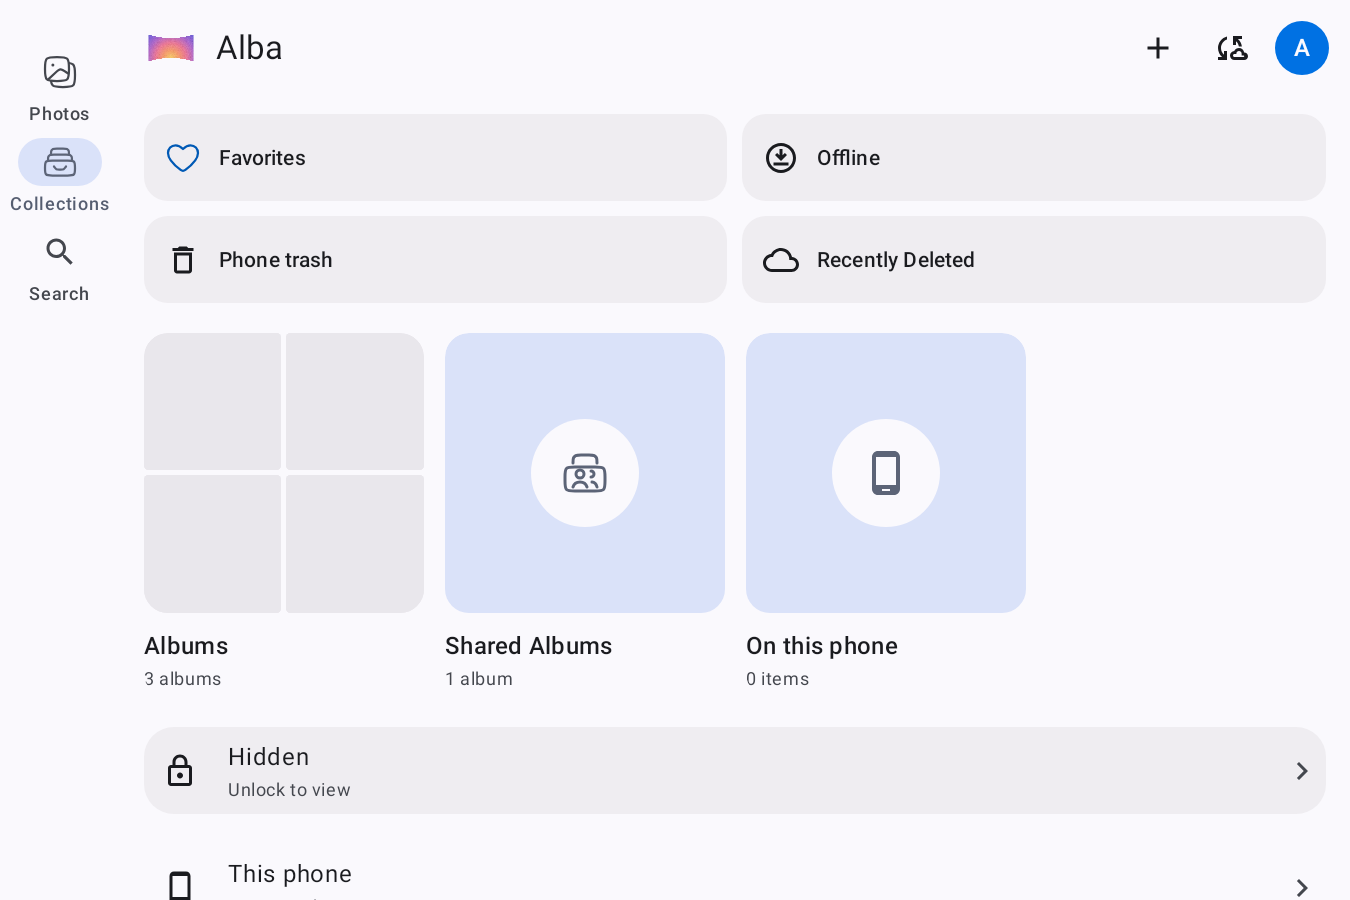 Alba
A
Photos
Collections
Search
Favorites
Offline
Phone trash
Recently Deleted
Albums
3 albums
Shared Albums
1 album
On this phone
0 items
Hidden
Unlock to view
This phone